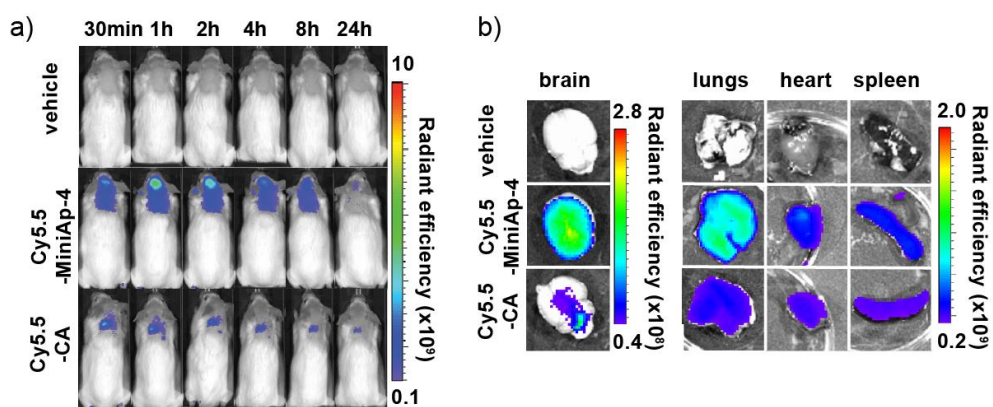 a)
30min 1h 2h 4h 8h 24h
vehicle
Cy5.5
-MiniAp-4
Cy5.5
-CA
10
Radiant efficiency (x10⁹)
0.1
b)
brain lungs heart spleen
vehicle
Cy5.5
-MiniAp-4
Cy5.5
-CA
2.8
Radiant efficiency (x10⁸)
0.4
2.0
Radiant efficiency (x10⁹)
0.2